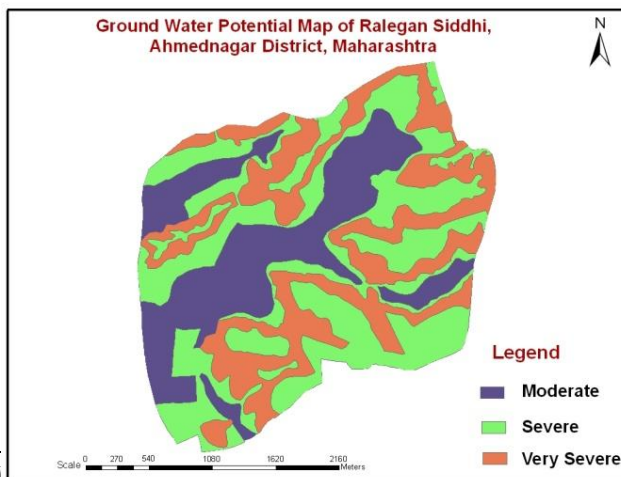 Ground Water Potential Map of Ralegan Siddhi,
Ahmednagar District, Maharashtra
N
Legend
Moderate
Severe
Very Severe
Scale 0 270 540 1080 1620 2160
Meters